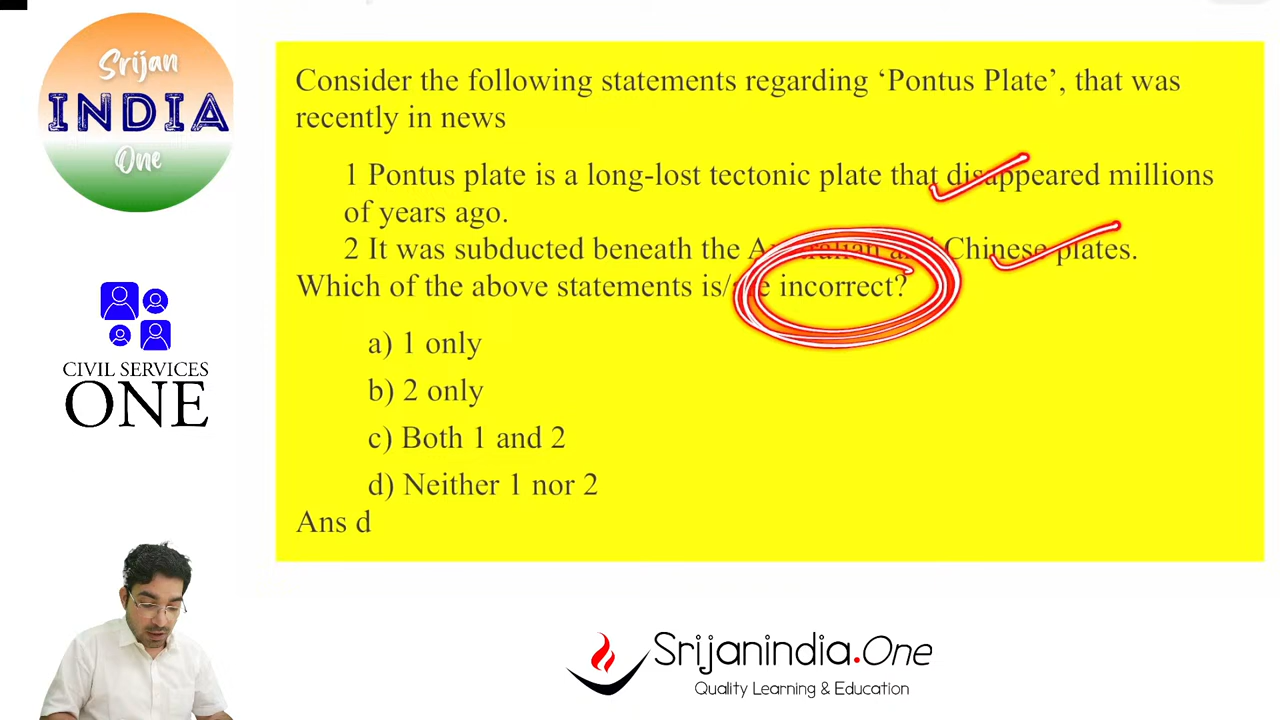 Srijan
INDIA
One
CIVIL SERVICES
ONE
Consider the following statements regarding ‘Pontus Plate’, that was
recently in news
1 Pontus plate is a long-lost tectonic plate that disappeared millions
of years ago.
2 It was subducted beneath the Australian and Chinese plates.
Which of the above statements is/are incorrect?
a) 1 only
b) 2 only
c) Both 1 and 2
d) Neither 1 nor 2
Ans d
Srijanindia.One
Quality Learning & Education